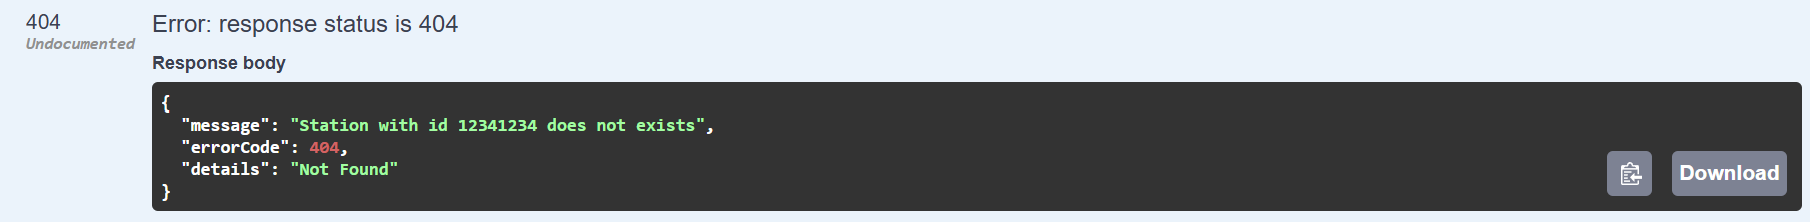 404
Undocumented
Error: response status is 404
Response body
{
"message": "Station with id 12341234 does not exists",
"errorCode": 404,
"details": "Not Found"
}
Download